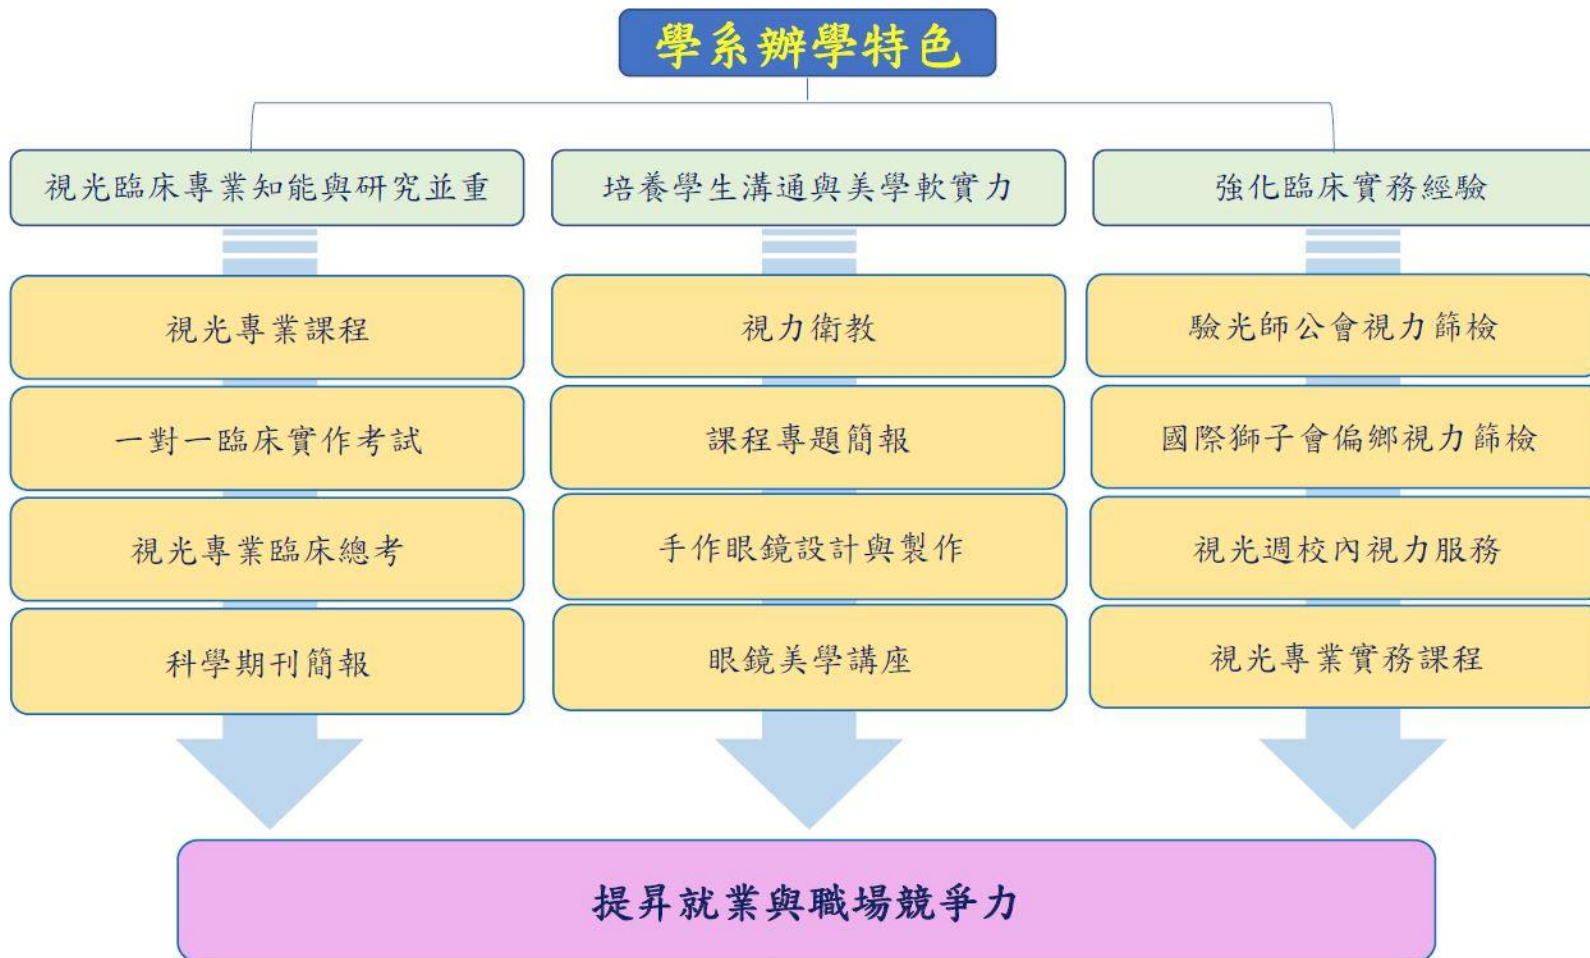 學系辦學特色
視光臨床專業知能與研究並重
視光專業課程
一對一臨床實作考試
視光專業臨床總考
科學期刊簡報
培養學生溝通與美學軟實力
視力衛教
課程專題簡報
手作眼鏡設計與製作
眼鏡美學講座
強化臨床實務經驗
驗光師公會視力篩檢
國際獅子會偏鄉視力篩檢
視光週校內視力服務
視光專業實務課程
提昇就業與職場競爭力